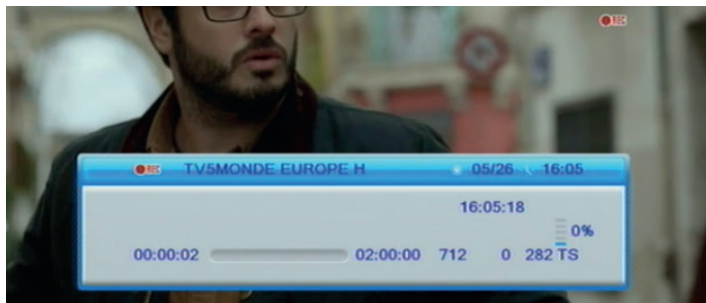 REC
REC TV5MONDE EUROPE H 05/26 16:05
16:05:18
0%
00:00:02 02:00:00 712 0 282 TS